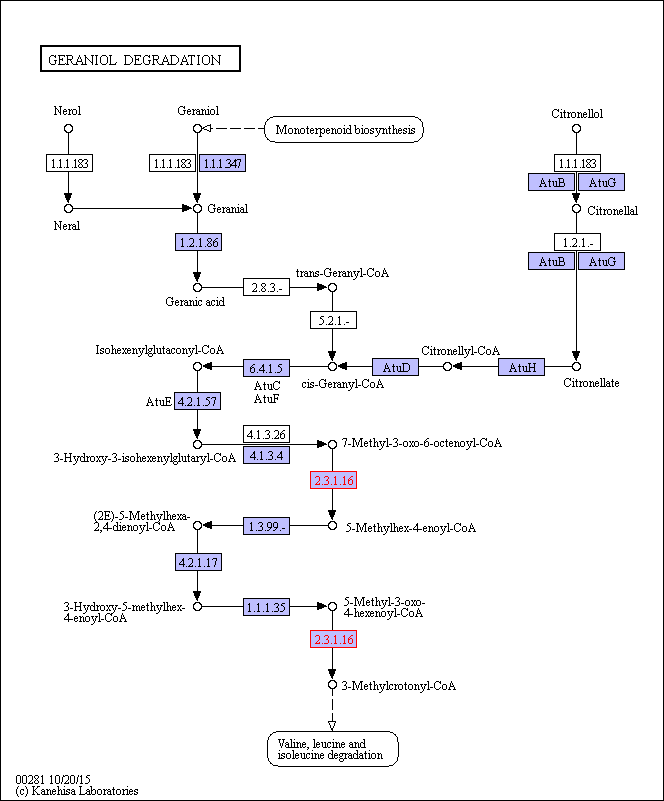 GERANIOL DEGRADATION
Nerol
Geraniol
Citronellol
Monoterpenoid biosynthesis
1.1.1.183
1.1.1.183
1.1.1.347
1.1.1.183
AtuB
AtuG
Neral
Geranial
Citronellal
1.2.1.86
1.2.1.-
AtuB
AtuG
trans-Geranyl-CoA
2.8.3.-
Geranic acid
5.2.1.-
Isohexenylglutaconyl-CoA
Citronellyl-CoA
6.4.1.5
AtuD
AtuH
AtuC
AtuF
cis-Geranyl-CoA
Citronellate
AtuE
4.2.1.57
4.1.3.26
7-Methyl-3-oxo-6-octenoyl-CoA
3-Hydroxy-3-isohexenylglutaryl-CoA
4.1.3.4
2.3.1.16
(2E)-5-Methylhexa-
2,4-dienoyl-CoA
1.3.99.-
5-Methylhex-4-enoyl-CoA
4.2.1.17
3-Hydroxy-5-methylhex-
4-enoyl-CoA
1.1.1.35
5-Methyl-3-oxo-
4-hexenoyl-CoA
2.3.1.16
3-Methylcrotonyl-CoA
Valine, leucine and
isoleucine degradation
00281 10/20/15
(c) Kanehisa Laboratories